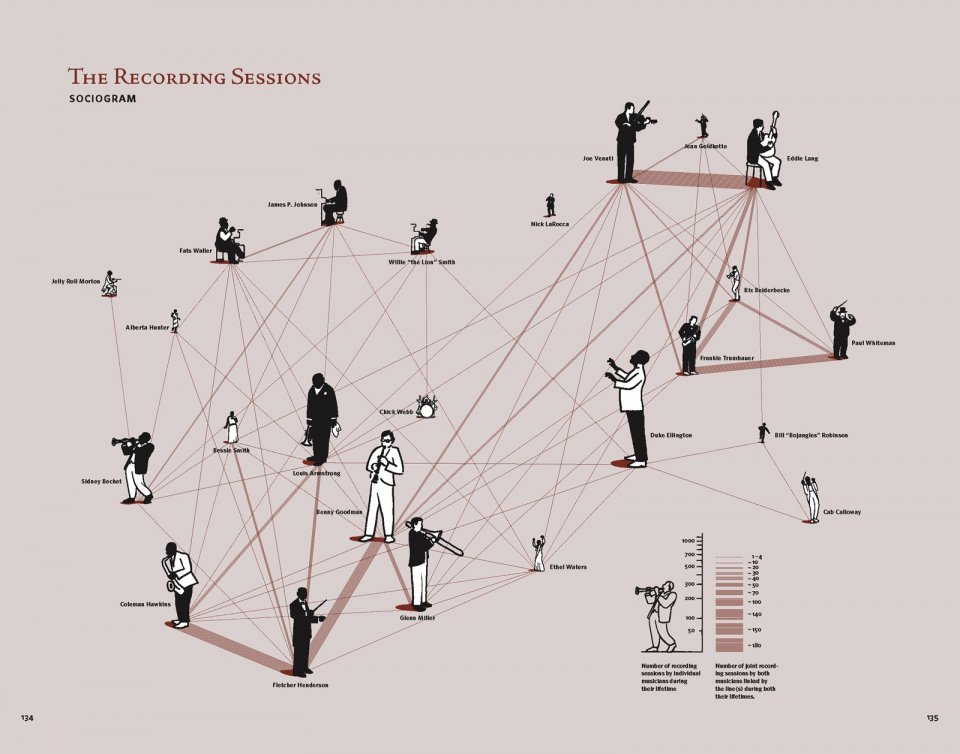 The Recording Sessions
SOCIOGRAM
Joe Venuti
Jean Goldkette
Eddie Lang
James P. Johnson
Nick LaRocca
Fats Waller
Willie "the Lion" Smith
Jelly Roll Morton
Bix Beiderbecke
Alberta Hunter
Paul Whiteman
Frankie Trumbauer
Chick Webb
Duke Ellington
Bill "Bojangles" Robinson
Bessie Smith
Louis Armstrong
Sidney Bechet
Benny Goodman
Cab Calloway
Ethel Waters
Coleman Hawkins
Glenn Miller
Fletcher Henderson
1000
700
500
300
200
100
50
1–4
~10
~20
~30
~40
~50
~70
~100
~140
~150
~180
Number of recording
sessions by individual
musicians during
their lifetime
Number of joint record-
ing sessions by both
musicians linked by
the line(s) during both
their lifetimes.
134
135